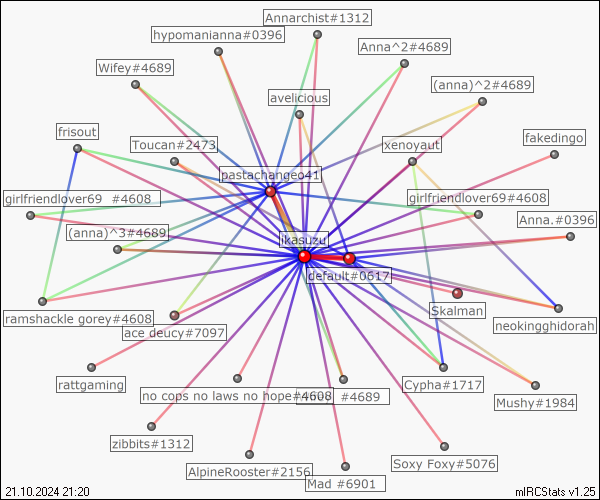 Annarchist#1312
hypomanianna#0396
Anna^2#4689
Wifey#4689
(anna)^2#4689
avelicious
frisout
Toucan#2473
xenoyaut
fakedingo
pastachangeo41
girlfriendlover69 #4608
girlfriendlover69#4608
Anna.#0396
(anna)^3#4689
jkasuzu
default#0617
Skalman
ramshackle gorey#4608
ace deucy#7097
neokingghidorah
rattgaming
no cops no laws no hope#4608
#4689
Cypha#1717
Mushy#1984
zibbits#1312
AlpineRooster#2156
Mad #6901
Soxy Foxy#5076
21.10.2024 21:20
mIRCStats v1.25